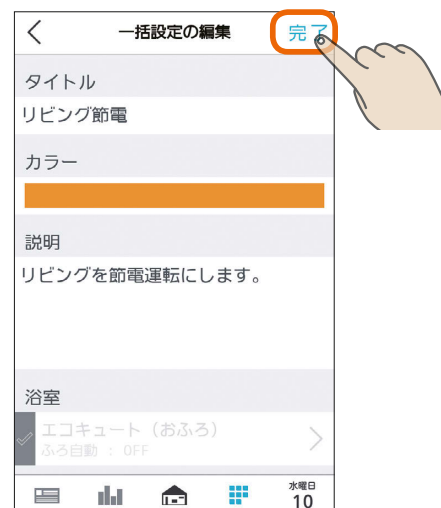 一括設定の編集 完了
タイトル
リビング節電
カラー
説明
リビングを節電運転にします。
浴室
エコキュート（おふろ）
ふろ自動 : OFF
水曜日
10